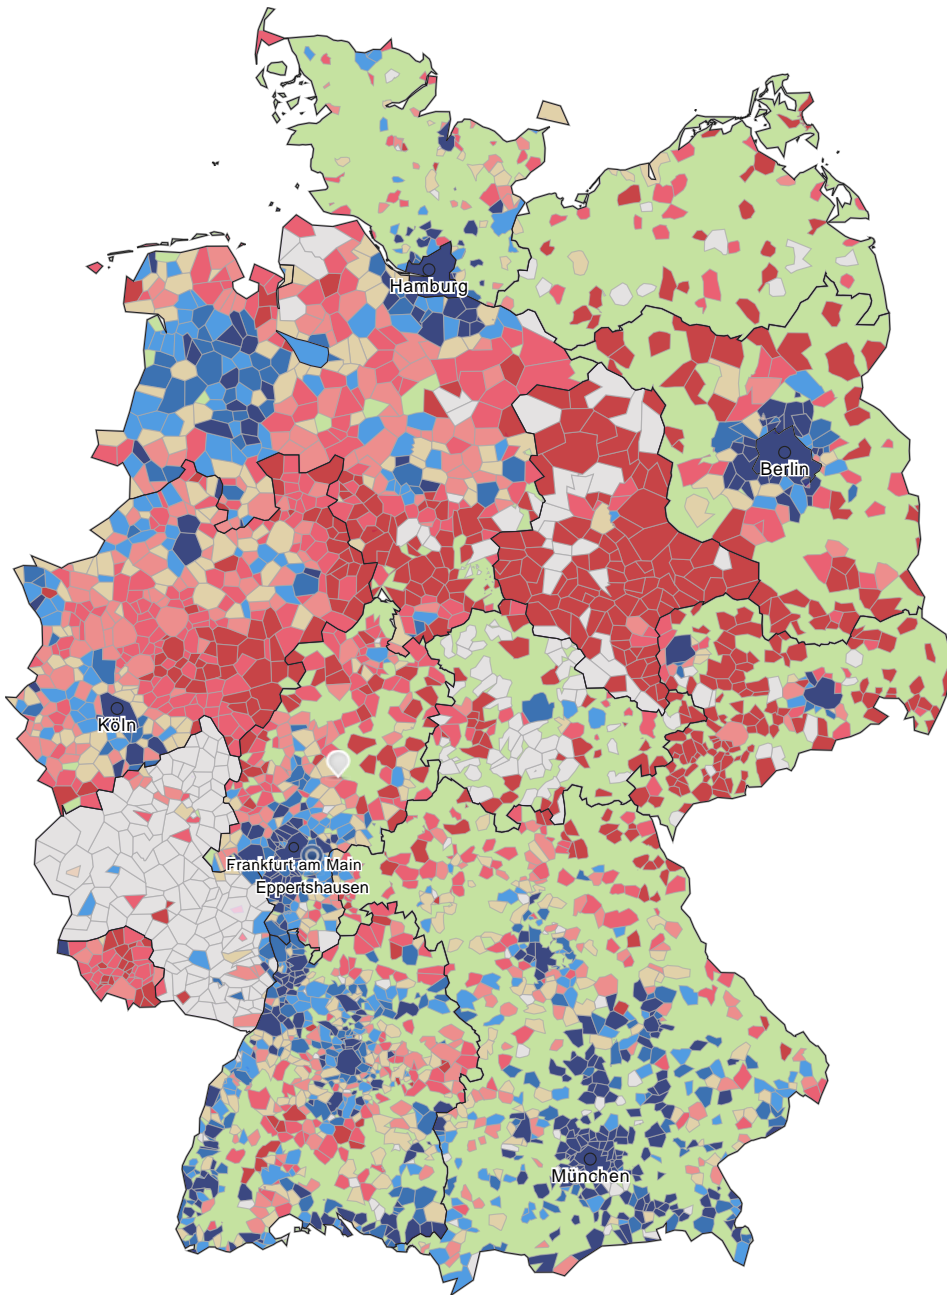 Hamburg
Berlin
Köln
Frankfurt am Main
Eppertshausen
München